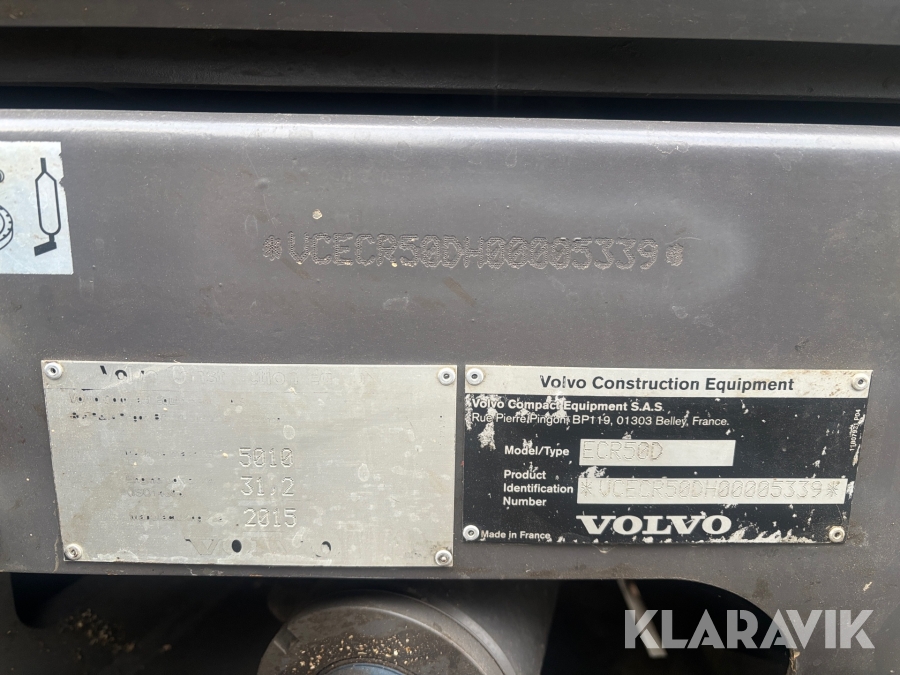 *VCECR50DH00005339*
5010
31,2
2015
VOLVO
Volvo Construction Equipment
Volvo Compact Equipment S.A.S.
Rue Pierre Pingon BP119, 01303 Belley, France.
Model/Type ECR50D
Product
Identification *VCECR50DH00005339*
Number
VOLVO
Made in France
KLARAVIK